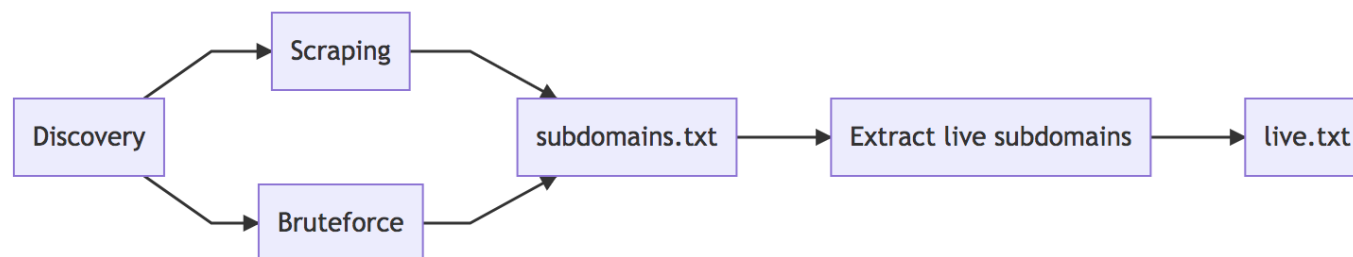 Scraping
Discovery
subdomains.txt
Extract live subdomains
live.txt
Bruteforce